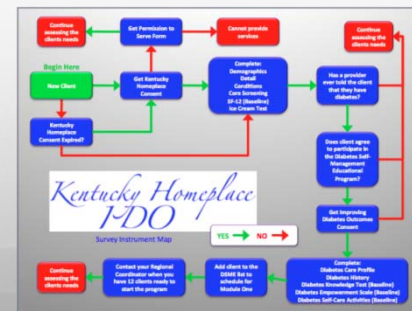 Continue
assessing the
clients needs
Get Permission to
Serve Form
Cannot provide
services
Continue
assessing the
clients needs
Begin Here
New Client
Get Kentucky
Homeplace
Consent
Complete:
Demographics
Detail
Conditions
Core Screening
SF-12 (Baseline)
Ice Cream Test
Has a provider
ever told the client
that they have
diabetes?
Kentucky
Homeplace
Consent Expired?
Does client agree
to participate in
the Diabetes Self-
Management
Educational
Program?
Kentucky Homeplace
I-DO
Survey Instrument Map
YES
NO
Get Improving
Diabetes Outcomes
Consent
Continue
assessing the
clients needs
Contact your Regional
Coordinator when you
have 12 clients ready to
start the program
Add client to the
DSME list to
schedule for
Module One
Complete:
Diabetes Care Profile
Diabetes History
Diabetes Knowledge Test (Baseline)
Diabetes Empowerment Scale (Baseline)
Diabetes Self-Care Activities (Baseline)